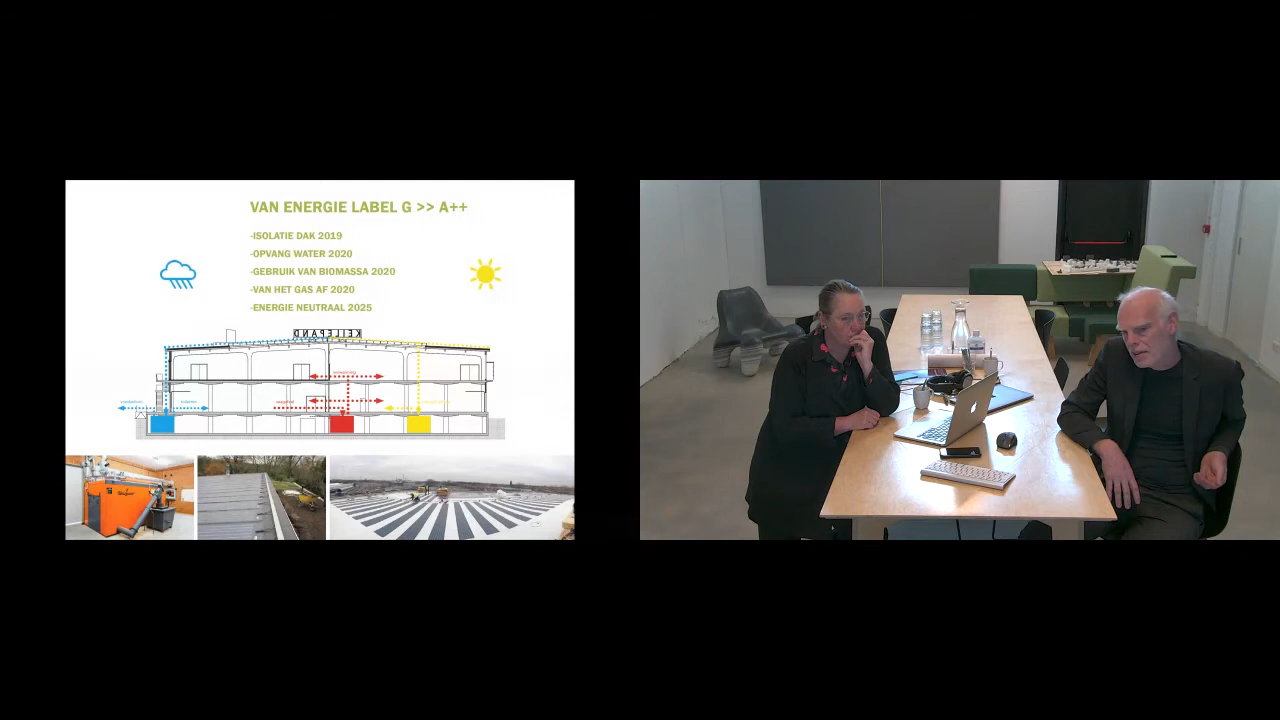 VAN ENERGIE LABEL G >> A++
-ISOLATIE DAK 2019
-OPVANG WATER 2020
-GEBRUIK VAN BIOMASSA 2020
-VAN HET GAS AF 2020
-ENERGIE NEUTRAAL 2025
KEILEPAND
verwarming